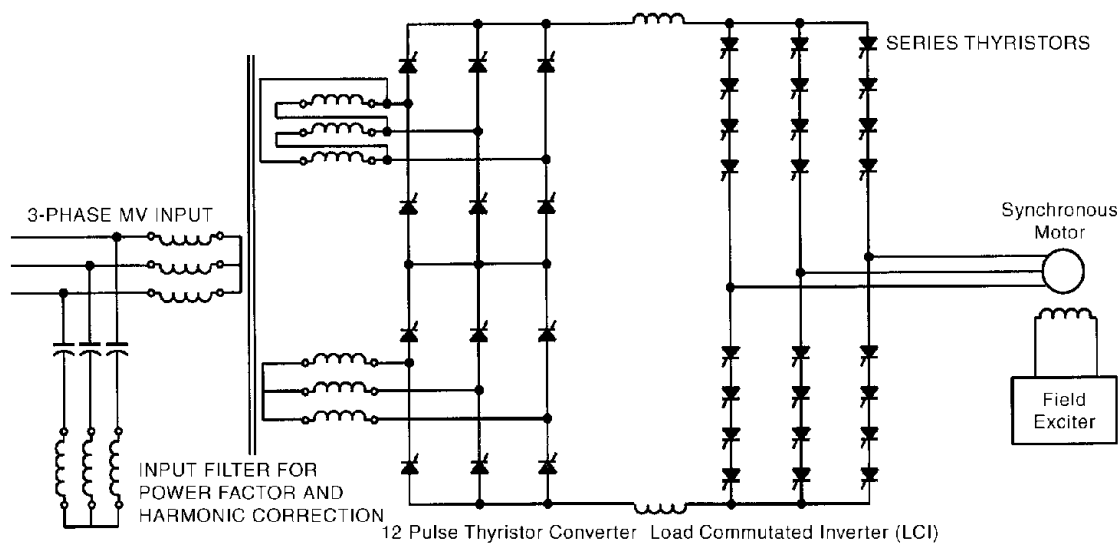 SERIES THYRISTORS
3-PHASE MV INPUT
Synchronous
Motor
Field
Exciter
INPUT FILTER FOR
POWER FACTOR AND
HARMONIC CORRECTION
12 Pulse Thyristor Converter Load Commutated Inverter (LCI)